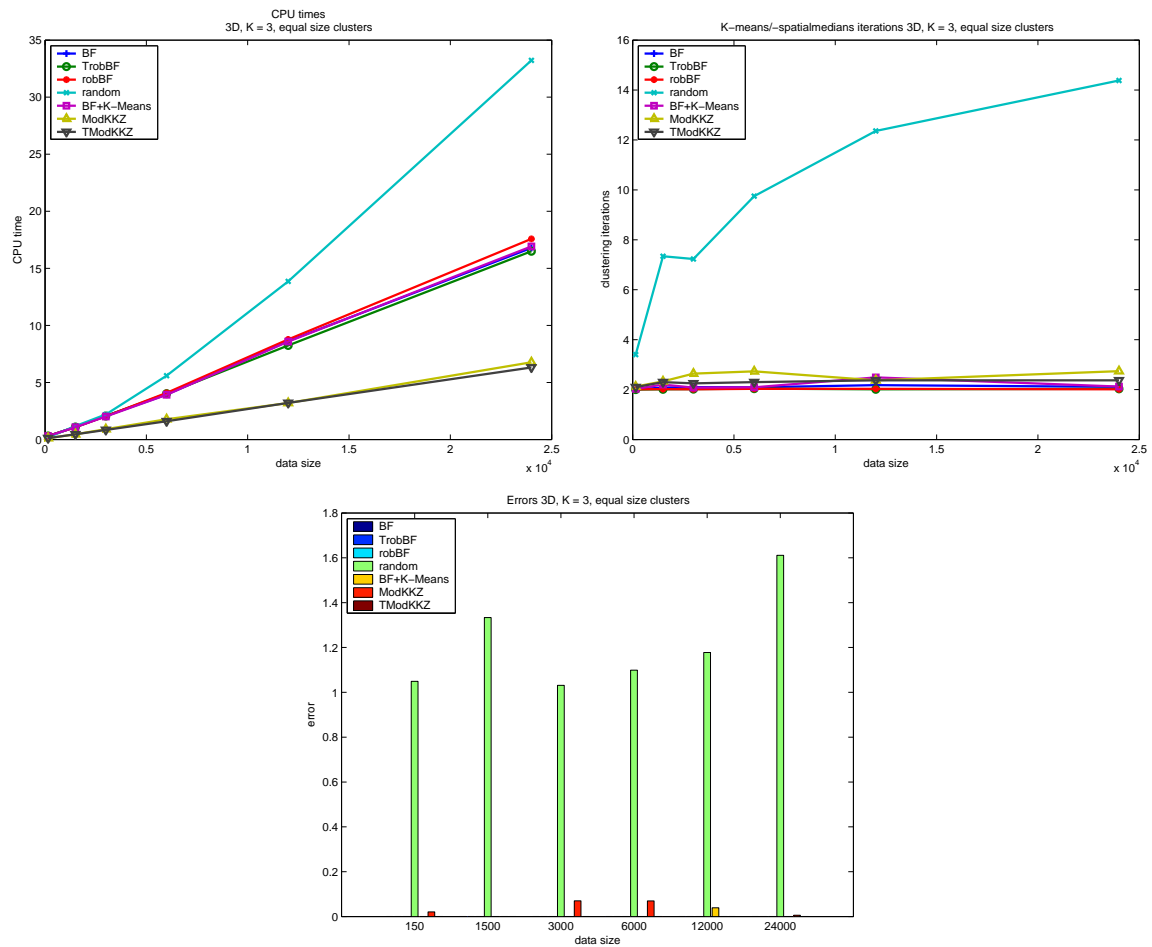 CPU times
3D, K = 3, equal size clusters
35
30
25
20
15
10
5
0
CPU time
BF
TrobBF
robBF
random
BF+K−Means
ModKKZ
TModKKZ
0
0.5
1
1.5
2
2.5
x 10^4
data size
K−means/−spatialmedians iterations 3D, K = 3, equal size clusters
16
14
12
10
8
6
4
2
0
clustering iterations
BF
TrobBF
robBF
random
BF+K−Means
ModKKZ
TModKKZ
0
0.5
1
1.5
2
2.5
x 10^4
data size
Errors 3D, K = 3, equal size clusters
1.8
1.6
1.4
1.2
1
0.8
0.6
0.4
0.2
0
error
BF
TrobBF
robBF
random
BF+K−Means
ModKKZ
TModKKZ
150
1500
3000
6000
12000
24000
data size